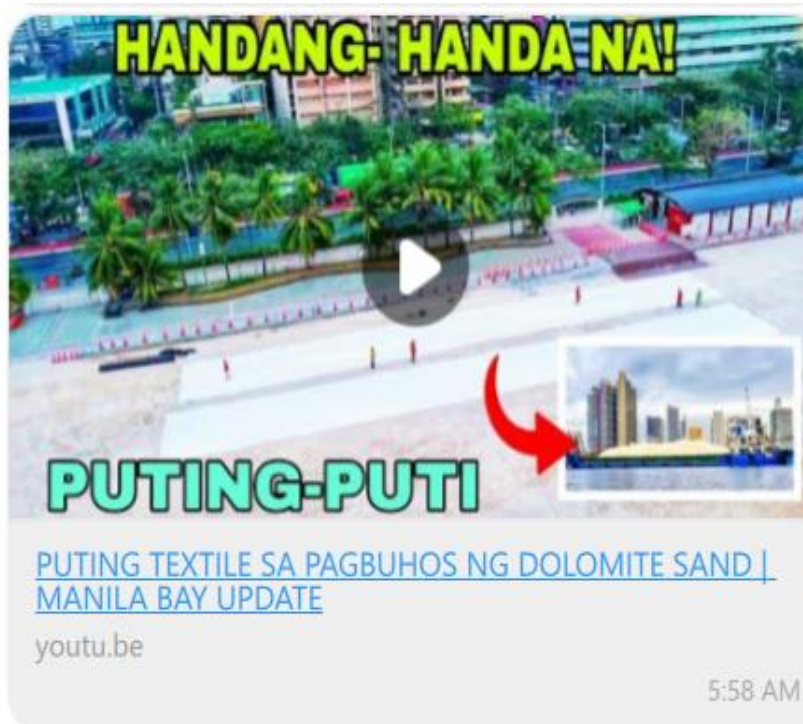 HANDANG- HANDA NA!
PUTING-PUTI
PUTING TEXTILE SA PAGBUHOS NG DOLOMITE SAND |
MANILA BAY UPDATE
youtu.be
5:58 AM